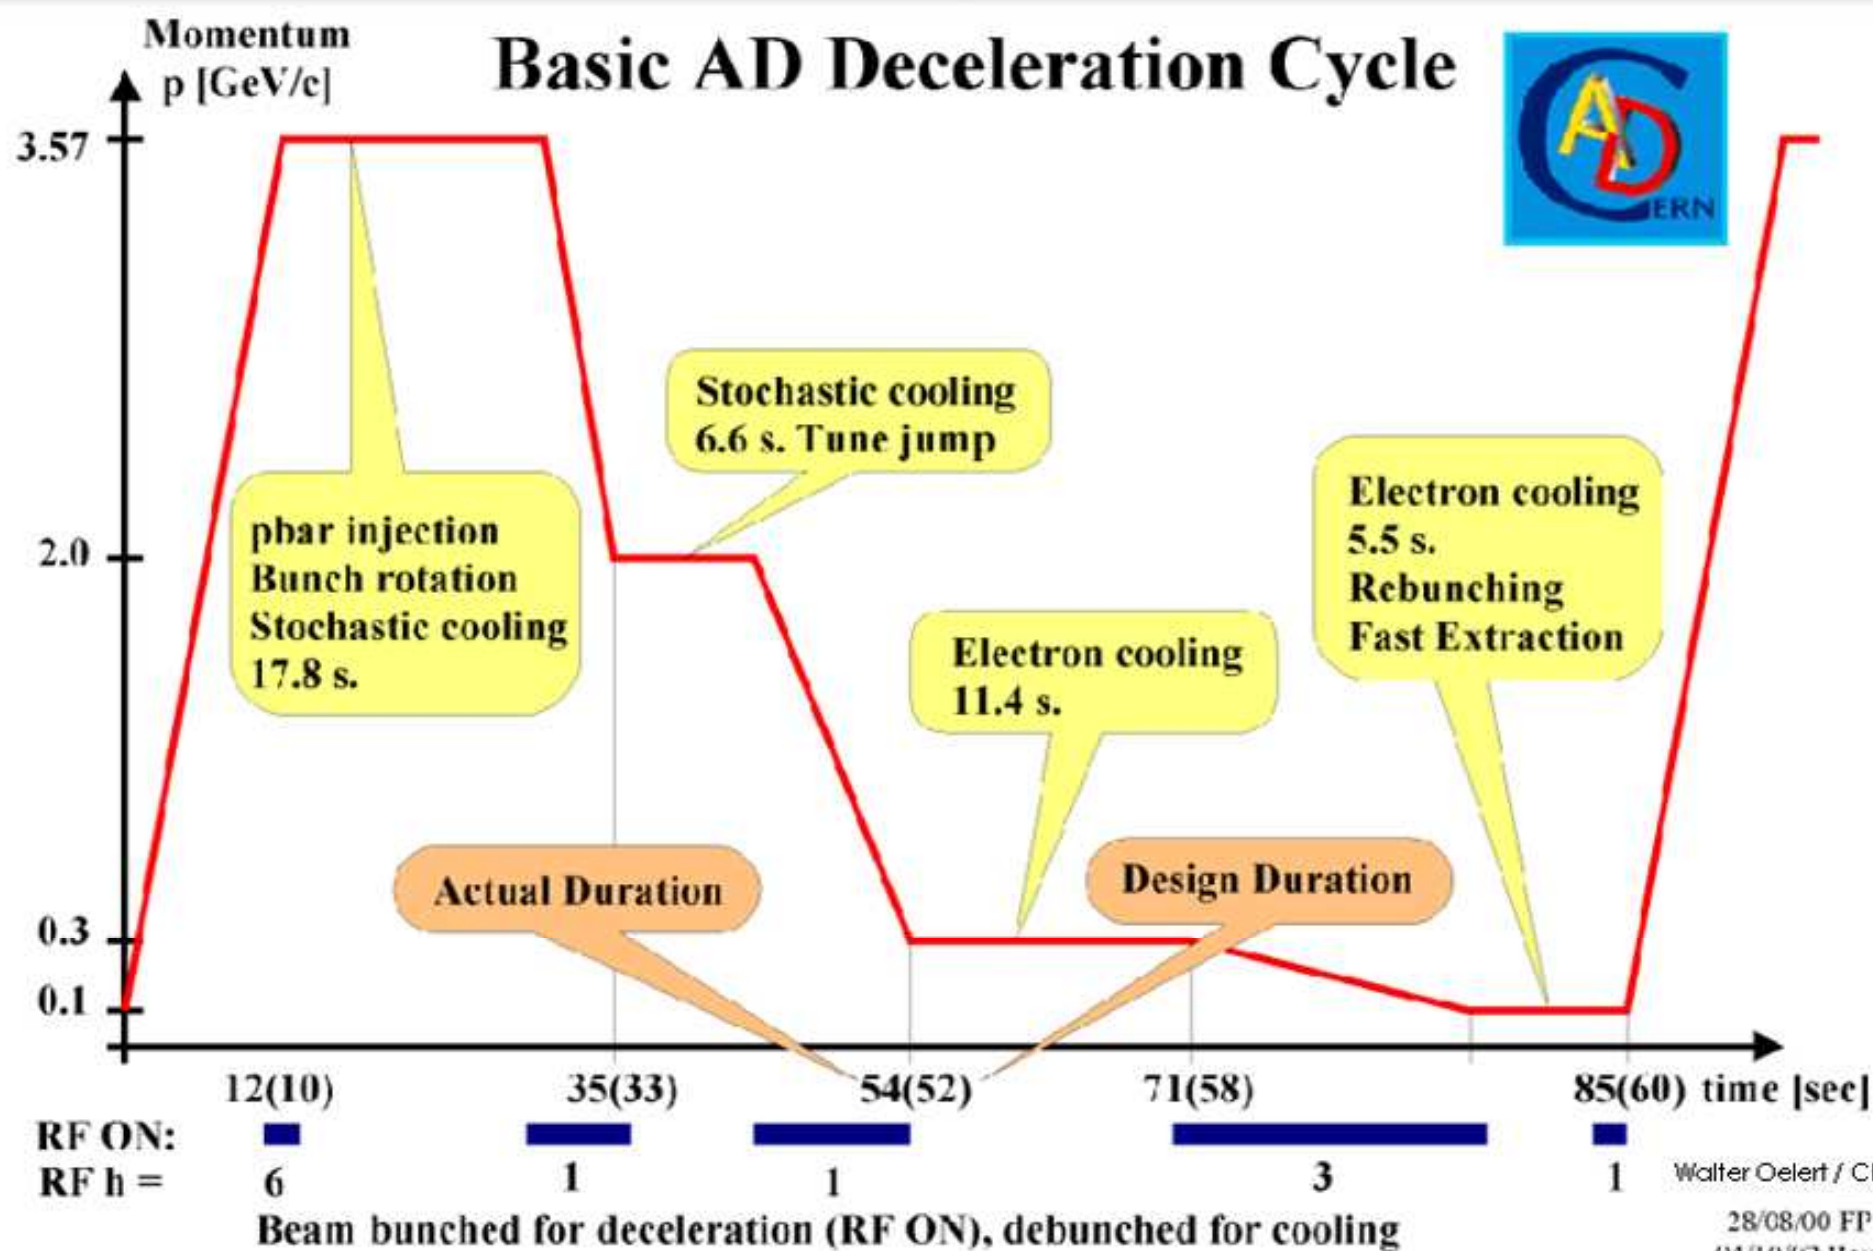 Momentum
p [GeV/c]
Basic AD Deceleration Cycle
AD
CERN
3.57
2.0
0.3
0.1
Stochastic cooling
6.6 s. Tune jump
pbar injection
Bunch rotation
Stochastic cooling
17.8 s.
Electron cooling
5.5 s.
Rebunching
Fast Extraction
Electron cooling
11.4 s.
Actual Duration
Design Duration
12(10) 35(33) 54(52) 71(58) 85(60) time [sec]
RF ON:
RF h = 6 1 1 3 1
Walter Oelert /
Beam bunched for deceleration (RF ON), debunched for cooling
28/08/00 FP